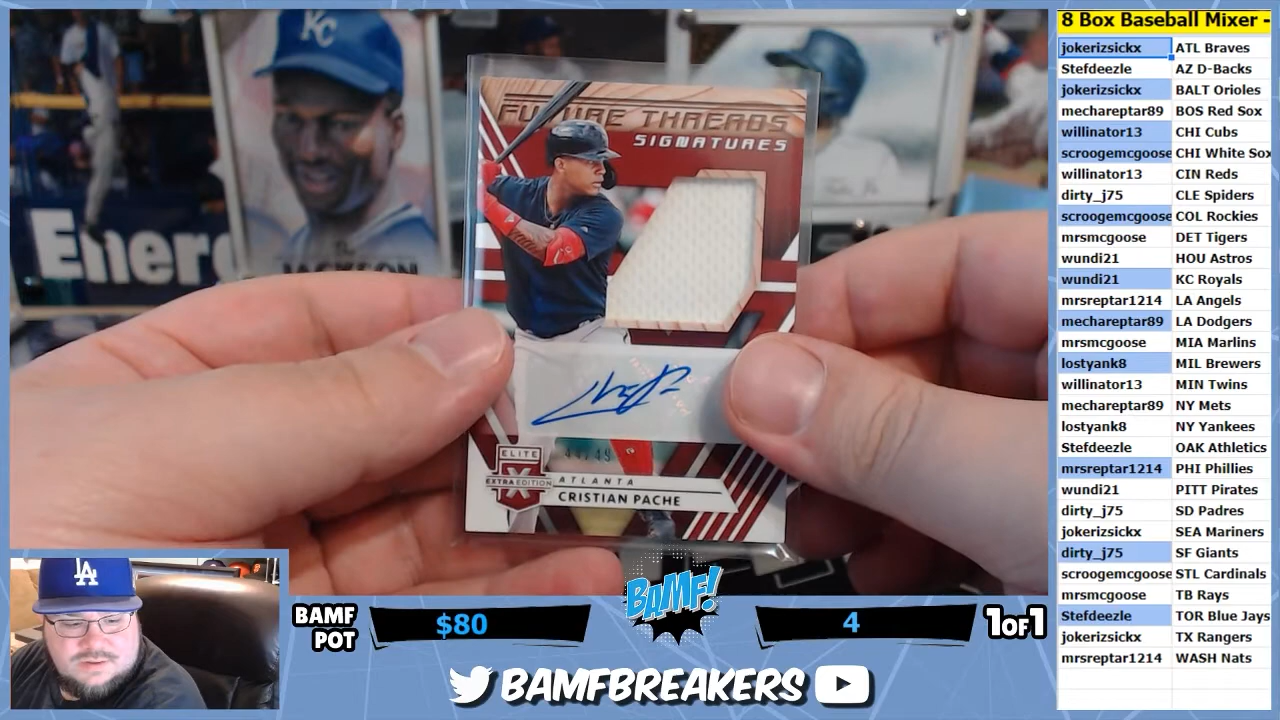 KC
Ener
JACKSON
FUTURE THREADS
SIGNATURES
44/49
ELITE
EXTRA EDITION
ATLANTA
CRISTIAN PACHE
LA
BAMF
POT
$80
BAMF!
4
1OF1
BAMFBREAKERS
8 Box Baseball Mixer -
jokerizsickx ATL Braves
Stefdeezle AZ D-Backs
jokerizsickx BALT Orioles
mechareptar89 BOS Red Sox
willinator13 CHI Cubs
scroogemcgoose CHI White Sox
willinator13 CIN Reds
dirty_j75 CLE Spiders
scroogemcgoose COL Rockies
mrsmcgoose DET Tigers
wundi21 HOU Astros
wundi21 KC Royals
mrsreptar1214 LA Angels
mechareptar89 LA Dodgers
mrsmcgoose MIA Marlins
lostyank8 MIL Brewers
willinator13 MIN Twins
mechareptar89 NY Mets
lostyank8 NY Yankees
Stefdeezle OAK Athletics
mrsreptar1214 PHI Phillies
wundi21 PITT Pirates
dirty_j75 SD Padres
jokerizsickx SEA Mariners
dirty_j75 SF Giants
scroogemcgoose STL Cardinals
mrsmcgoose TB Rays
Stefdeezle TOR Blue Jays
jokerizsickx TX Rangers
mrsreptar1214 WASH Nats